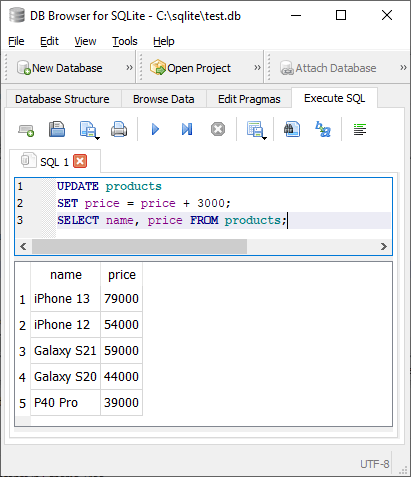 DB Browser for SQLite - C:\sqlite\test.db
File Edit View Tools Help
New Database » Open Project » Attach Database »
Database Structure Browse Data Edit Pragmas Execute SQL
SQL 1
1 UPDATE products
2 SET price = price + 3000;
3 SELECT name, price FROM products;
name price
1 iPhone 13 79000
2 iPhone 12 54000
3 Galaxy S21 59000
4 Galaxy S20 44000
5 P40 Pro 39000
UTF-8